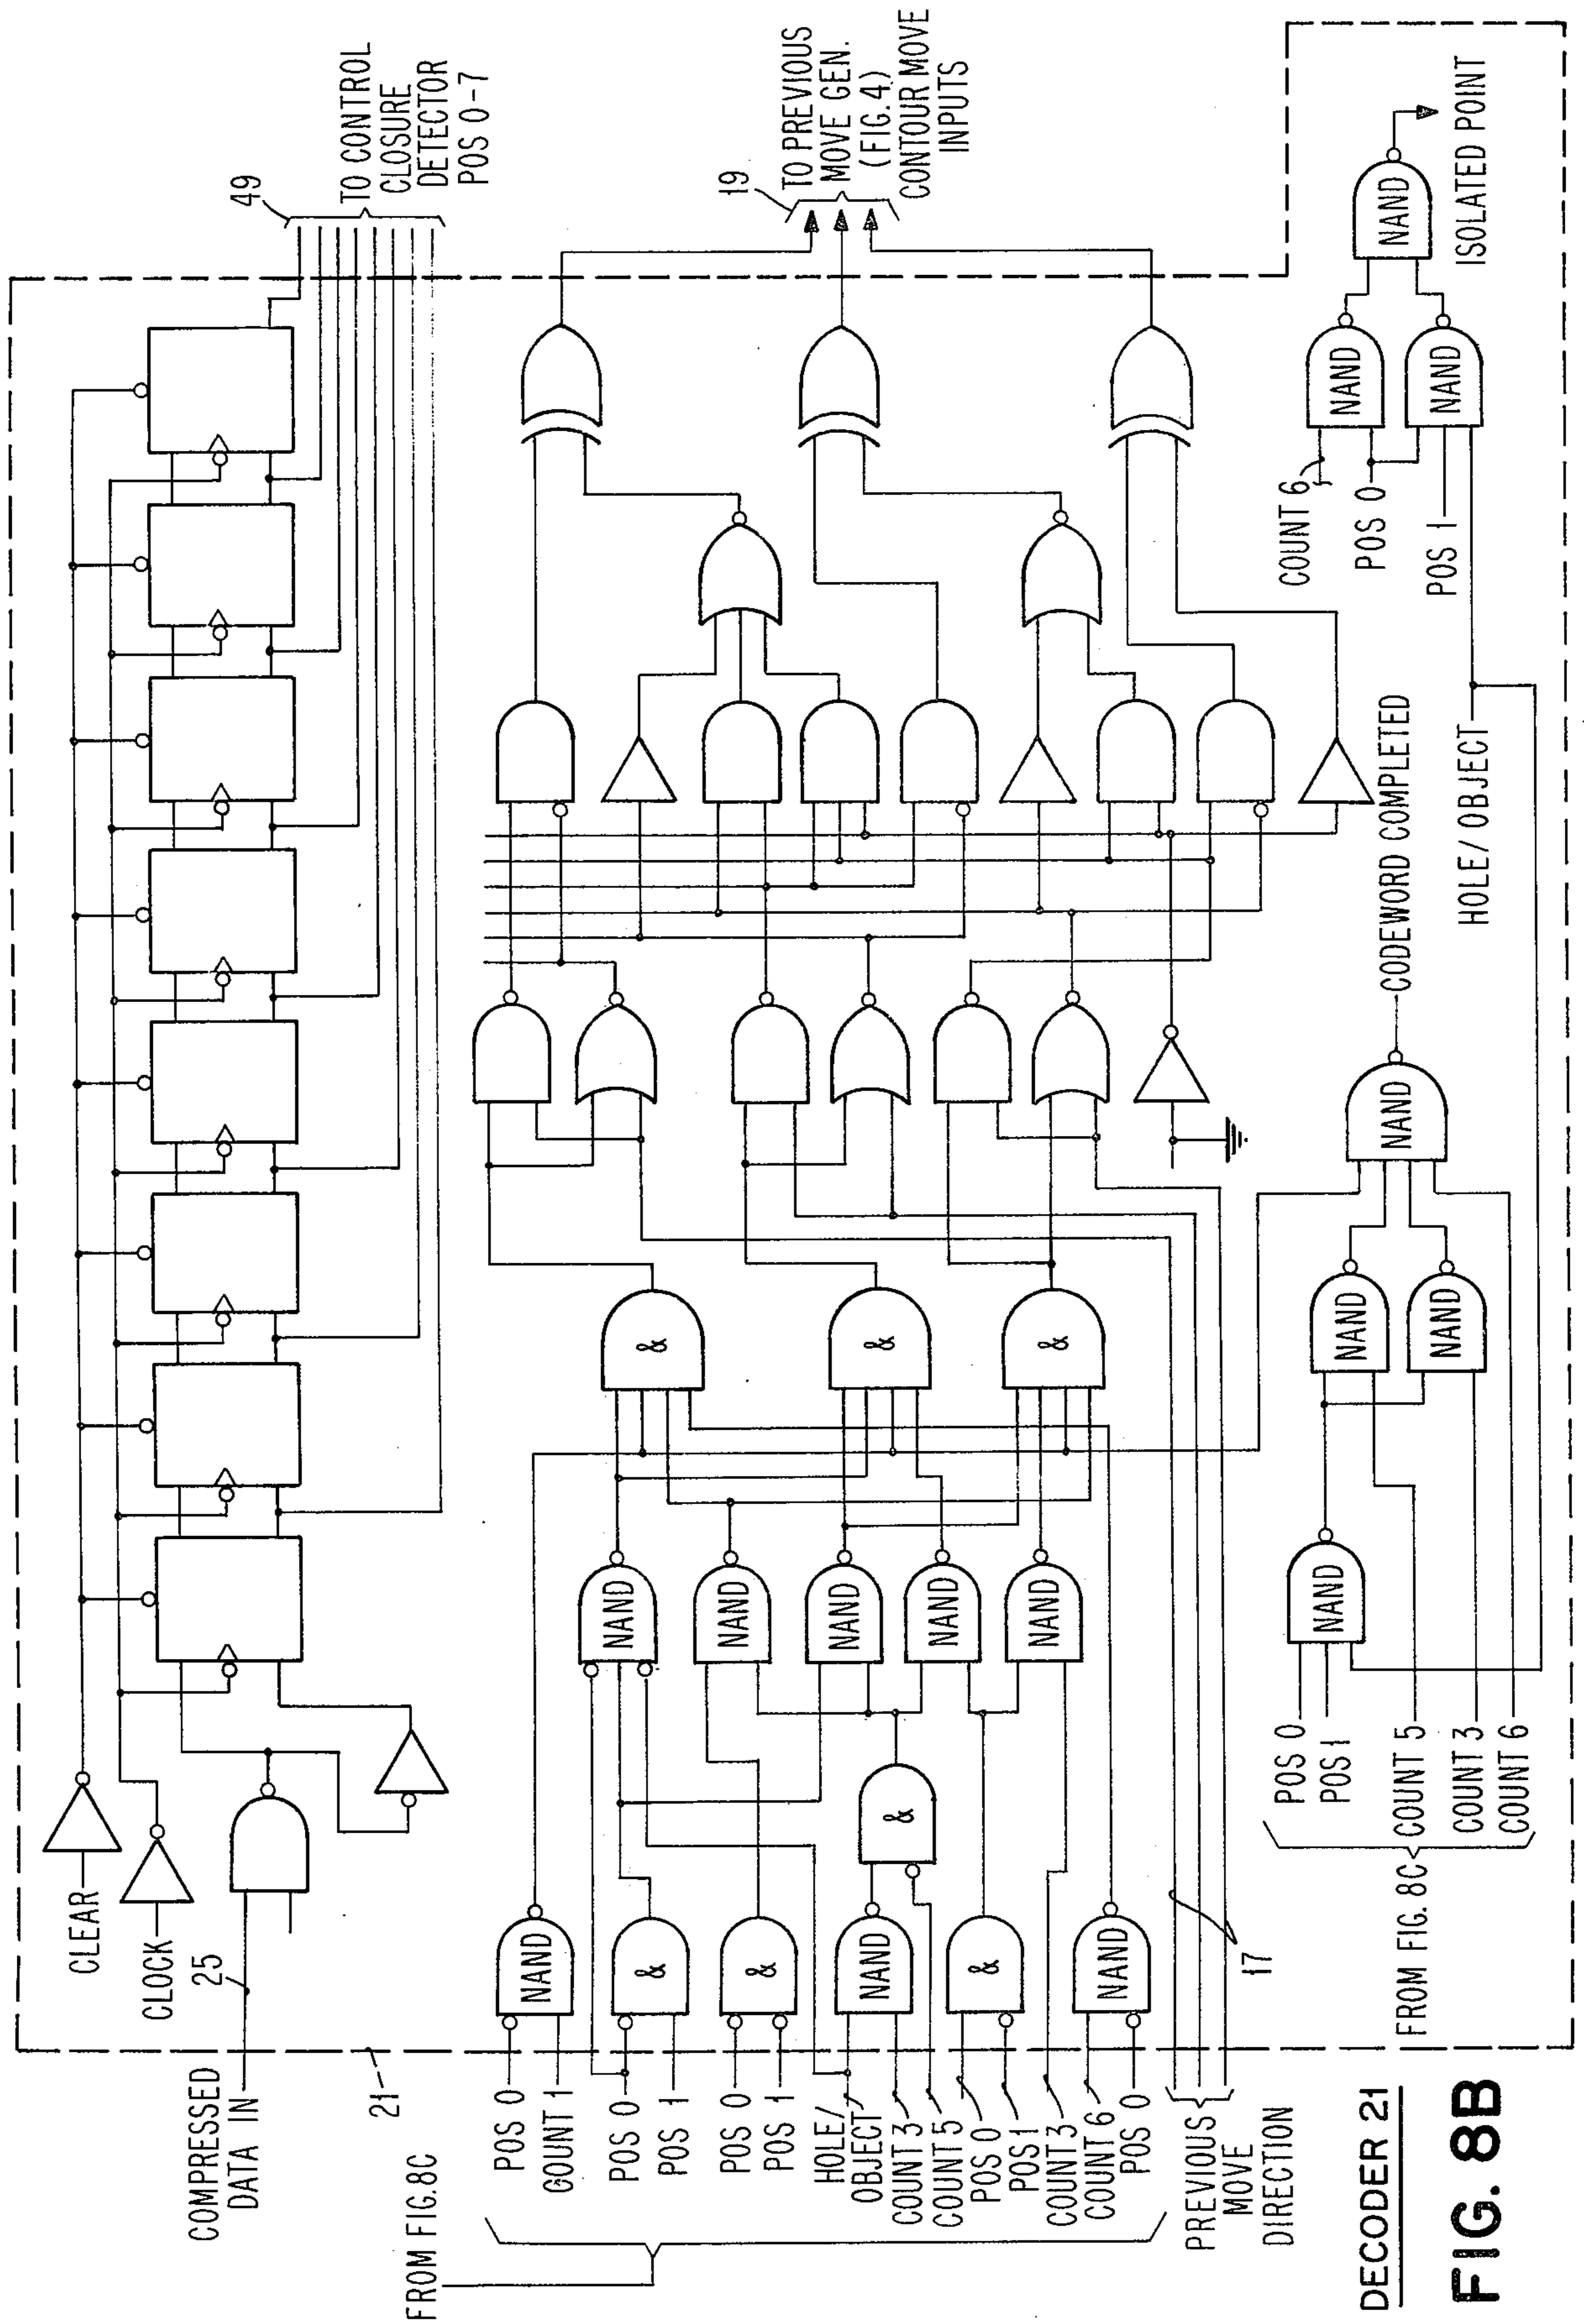 CLEAR
CLOCK
25
COMPRESSED
DATA IN
21
49
TO CONTROL
CLOSURE
DETECTOR
POS 0-7
FROM FIG.8C
POS 0
COUNT 1
POS 0
POS 1
POS 0
POS 1
HOLE/
OBJECT
COUNT 3
COUNT 5
POS 0
POS 1
COUNT 3
COUNT 6
POS 0
PREVIOUS
MOVE
DIRECTION
17
NAND
&
&
NAND
&
NAND
&
NAND
NAND
NAND
NAND
NAND
&
&
&
19
TO PREVIOUS
MOVE GEN.
(FIG.4)
CONTOUR MOVE
INPUTS
FROM FIG. 8C
POS 0
POS 1
COUNT 5
COUNT 3
COUNT 6
NAND
NAND
NAND
NAND
CODEWORD COMPLETED
HOLE/OBJECT
COUNT 6
POS 0
POS 1
NAND
NAND
NAND
ISOLATED POINT
DECODER 21
FIG. 8B